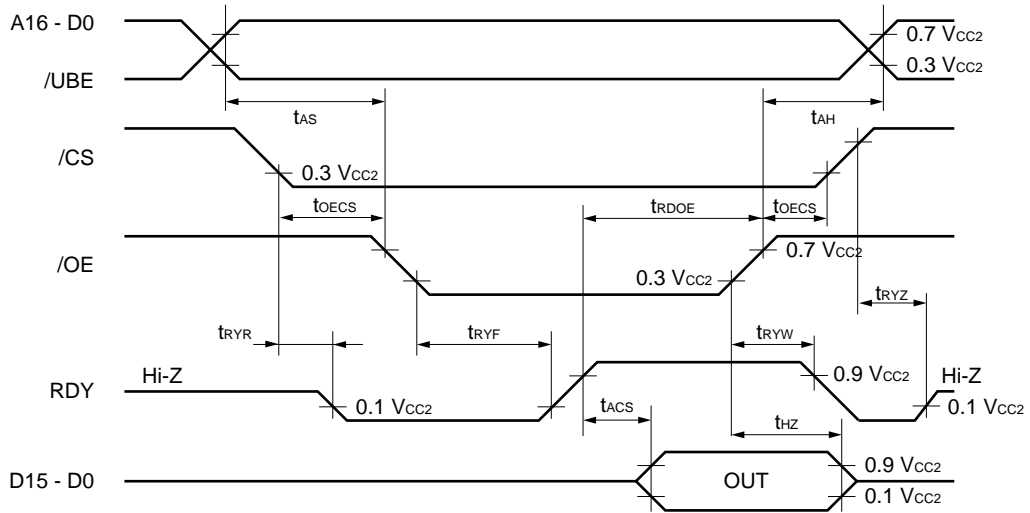 A16 - D0
0.7 VCC2
/UBE
0.3 VCC2
tAS
tAH
/CS
0.3 VCC2
tOECS
tRDOE
tOECS
/OE
0.3 VCC2
0.7 VCC2
tRYZ
tRYR
tRYF
tRYW
RDY
Hi-Z
0.9 VCC2
Hi-Z
0.1 VCC2
0.1 VCC2
tACS
tHZ
D15 - D0
OUT
0.9 VCC2
0.1 VCC2